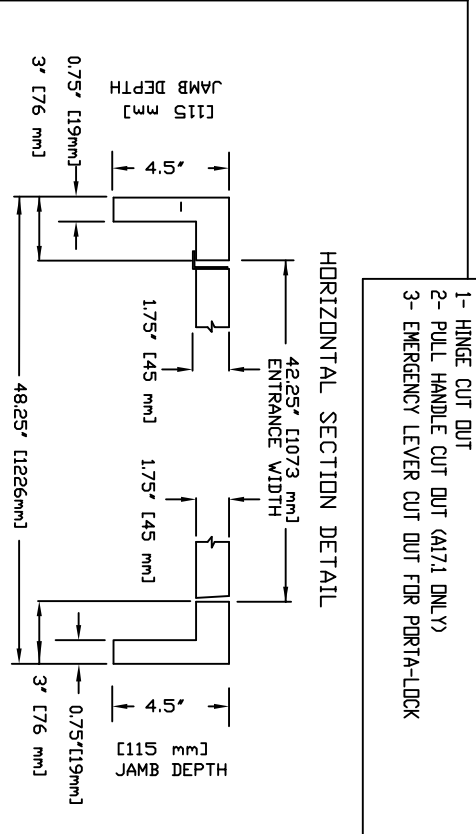 1- HINGE CUT OUT
2- PULL HANDLE CUT OUT (A17.1 ONLY)
3- EMERGENCY LEVER CUT OUT FOR PORTA-LOCK
HORIZONTAL SECTION DETAIL
42.25" [1073 mm]
ENTRANCE WIDTH
4.5"
[115 mm]
JAMB DEPTH
1.75" [45 mm]
1.75" [45 mm]
4.5"
[115 mm]
JAMB DEPTH
0.75" [19mm]
3" [76 mm]
48.25" [1226mm]
0.75"[19mm]
3" [76 mm]